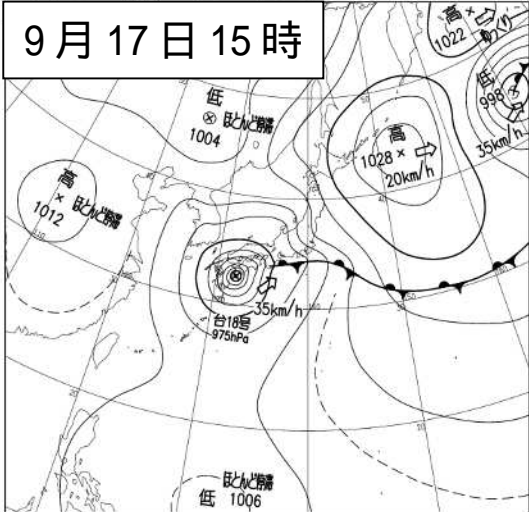 9月17日15時
高
1022
ゆっくり
低
998
35km/h
低
ほとんど停滞
1004
高
1028
20km/h
高
ほとんど停滞
1012
35km/h
台18号
975hPa
ほとんど停滞
低 1006